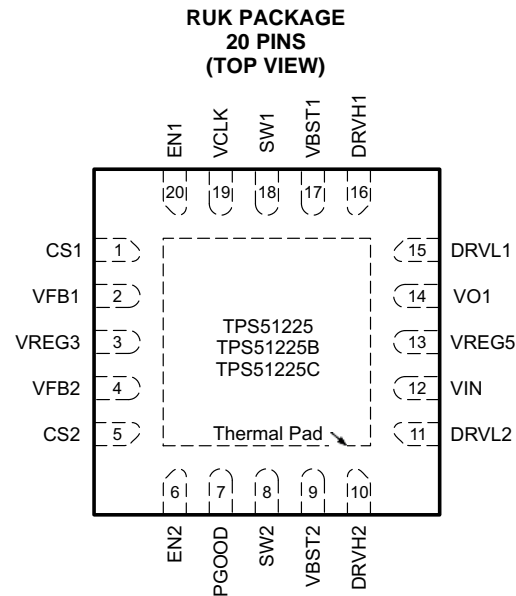 RUK PACKAGE
20 PINS
(TOP VIEW)
EN1
VCLK
SW1
VBST1
DRVH1
20
19
18
17
16
CS1 1
VFB1 2
VREG3 3
VFB2 4
CS2 5
15 DRVL1
14 VO1
13 VREG5
12 VIN
11 DRVL2
TPS51225
TPS51225B
TPS51225C
Thermal Pad
6
7
8
9
10
EN2
PGOOD
SW2
VBST2
DRVH2